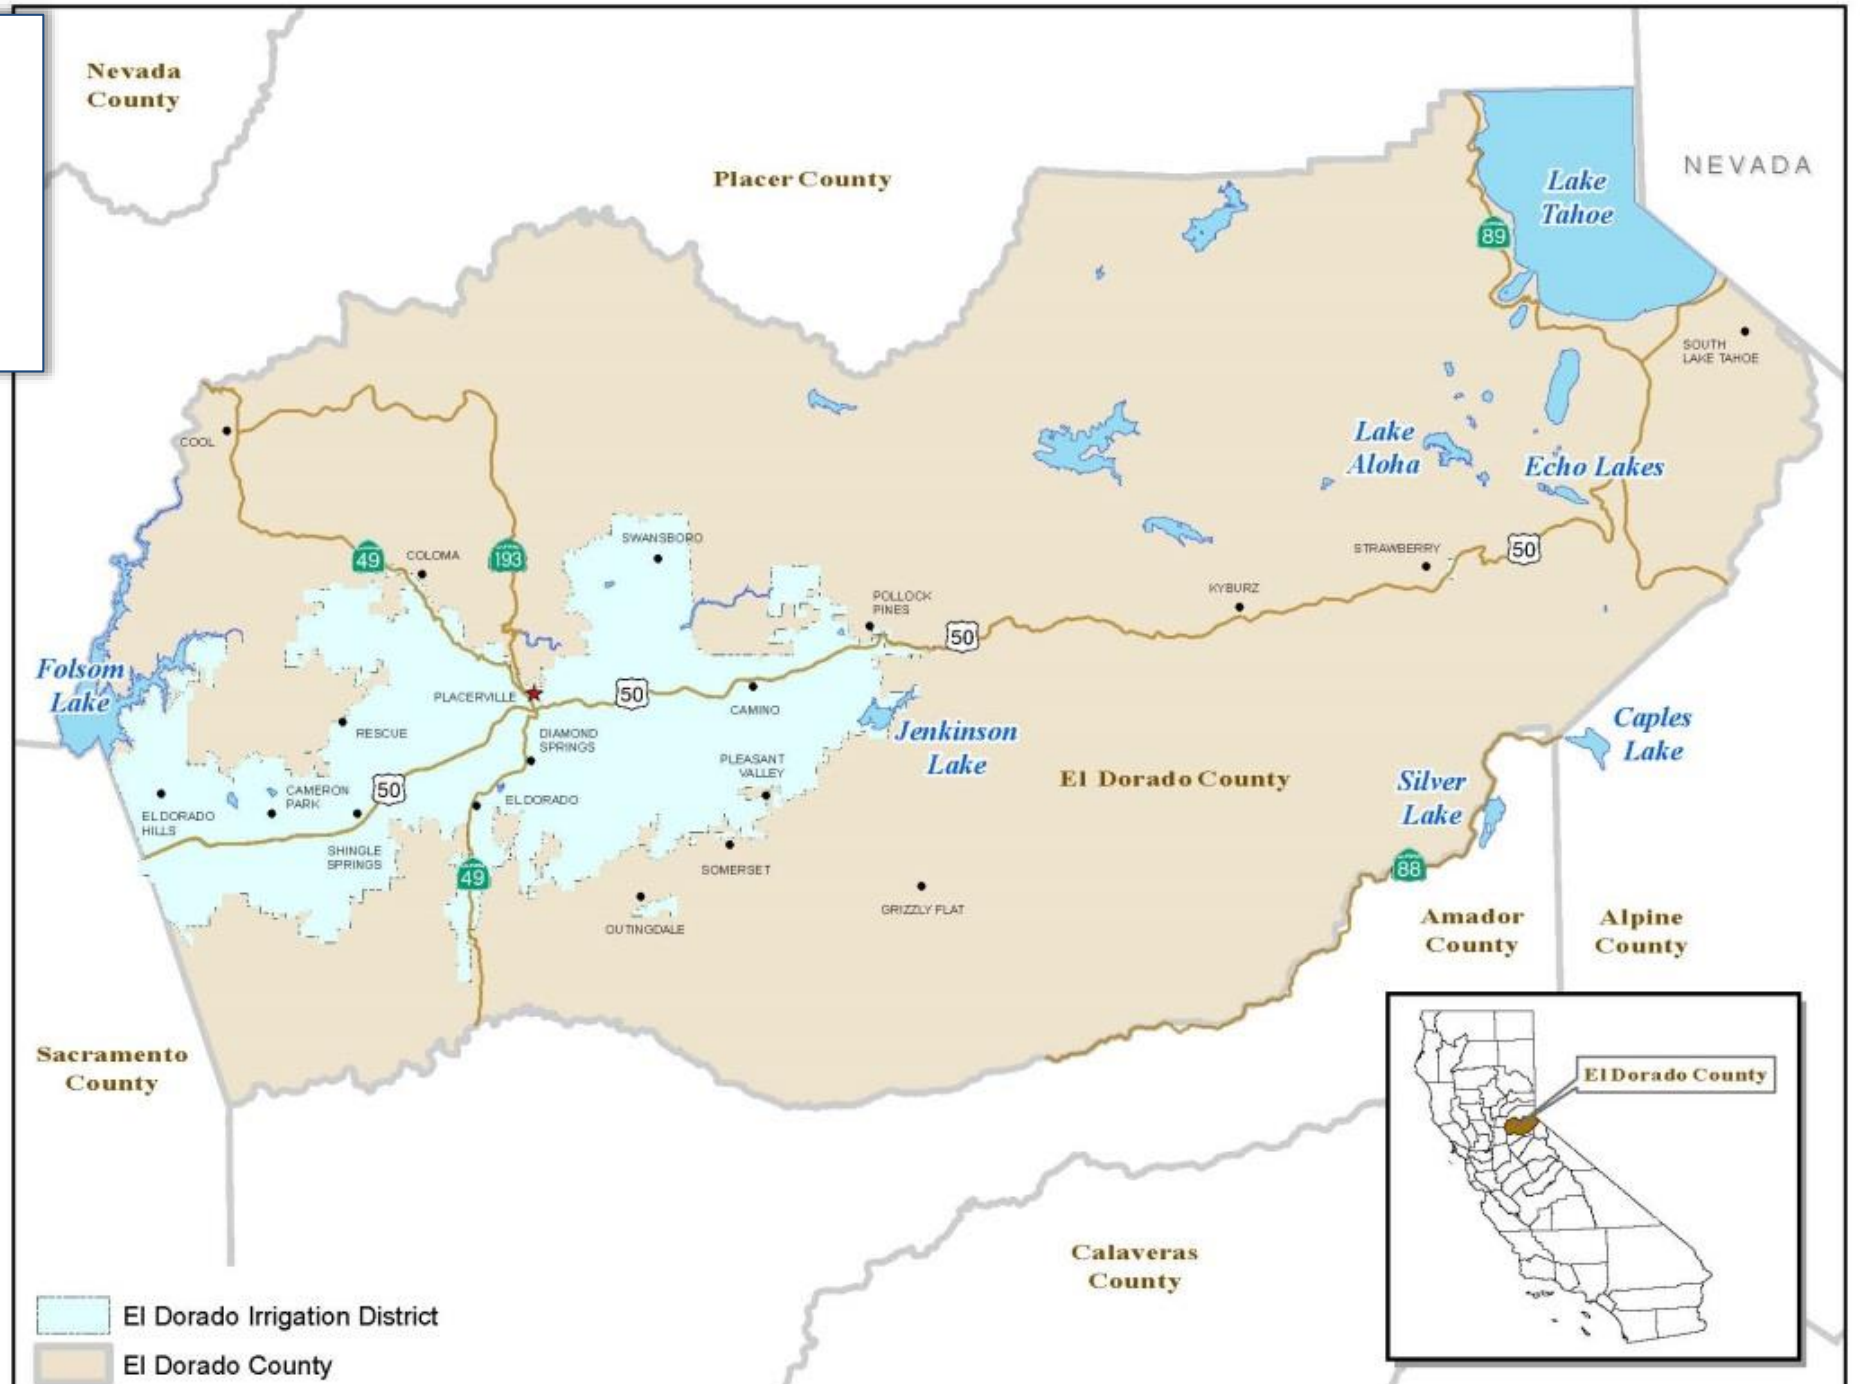 Nevada
County
Placer County
NEVADA
Lake
Tahoe
89
SOUTH
LAKE TAHOE
COOL
Lake
Aloha
Echo Lakes
49
COLOMA
193
SWANSBORO
STRAWBERRY
50
POLLOCK
PINES
KYBURZ
50
Folsom
Lake
PLACERVILLE
50
CAMINO
RESCUE
DIAMOND
SPRINGS
Jenkinson
Lake
Caples
Lake
PLEASANT
VALLEY
El Dorado County
Silver
Lake
50
CAMERON
PARK
EL DORADO
EL DORADO
HILLS
SHINGLE
SPRINGS
49
SOMERSET
88
OUTINGDALE
GRIZZLY FLAT
Amador
County
Alpine
County
Sacramento
County
El Dorado County
Calaveras
County
El Dorado Irrigation District
El Dorado County